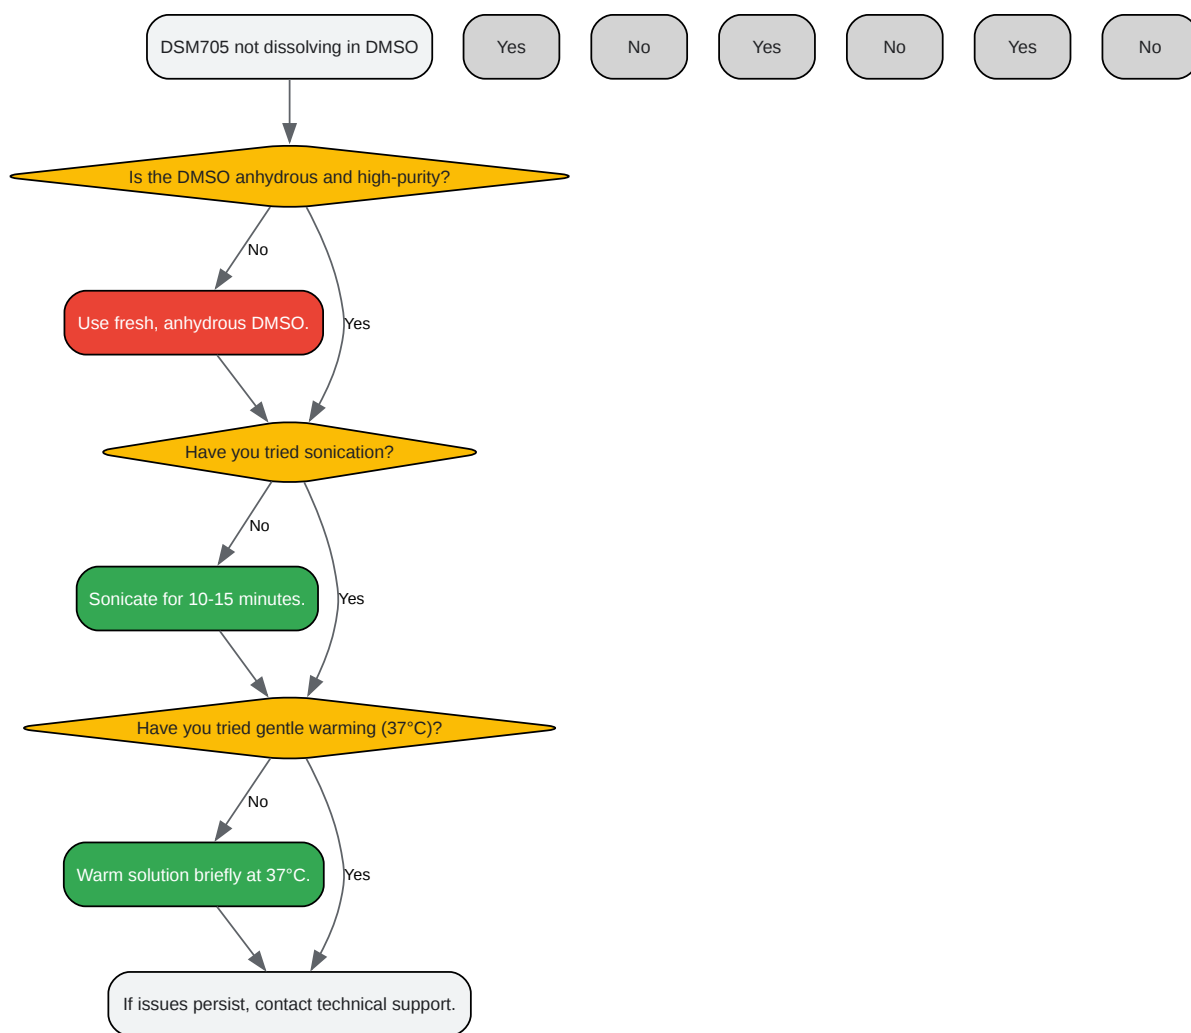 DSM705 not dissolving in DMSO
Yes
No
Yes
No
Yes
No
Is the DMSO anhydrous and high-purity?
No
Use fresh, anhydrous DMSO.
Yes
Have you tried sonication?
No
Sonicate for 10-15 minutes.
Yes
Have you tried gentle warming (37°C)?
No
Warm solution briefly at 37°C.
Yes
If issues persist, contact technical support.